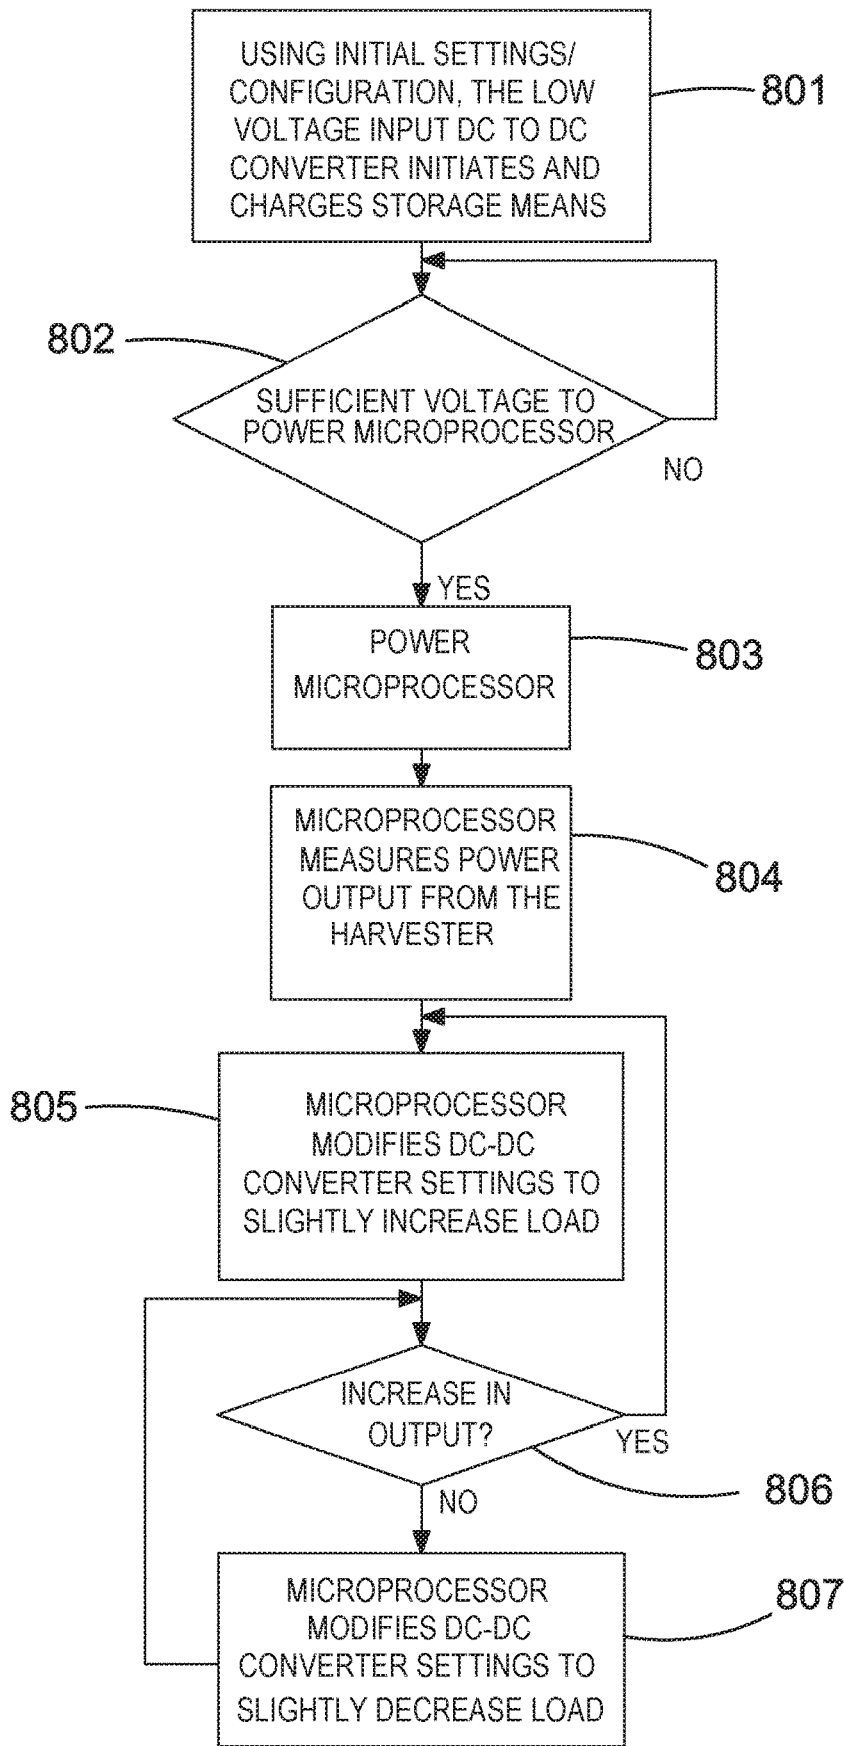 USING INITIAL SETTINGS/
CONFIGURATION, THE LOW
VOLTAGE INPUT DC TO DC
CONVERTER INITIATES AND
CHARGES STORAGE MEANS
801
802
SUFFICIENT VOLTAGE TO
POWER MICROPROCESSOR
NO
YES
POWER
MICROPROCESSOR
803
MICROPROCESSOR
MEASURES POWER
OUTPUT FROM THE
HARVESTER
804
805
MICROPROCESSOR
MODIFIES DC-DC
CONVERTER SETTINGS TO
SLIGHTLY INCREASE LOAD
INCREASE IN
OUTPUT?
YES
806
NO
MICROPROCESSOR
MODIFIES DC-DC
CONVERTER SETTINGS TO
SLIGHTLY DECREASE LOAD
807